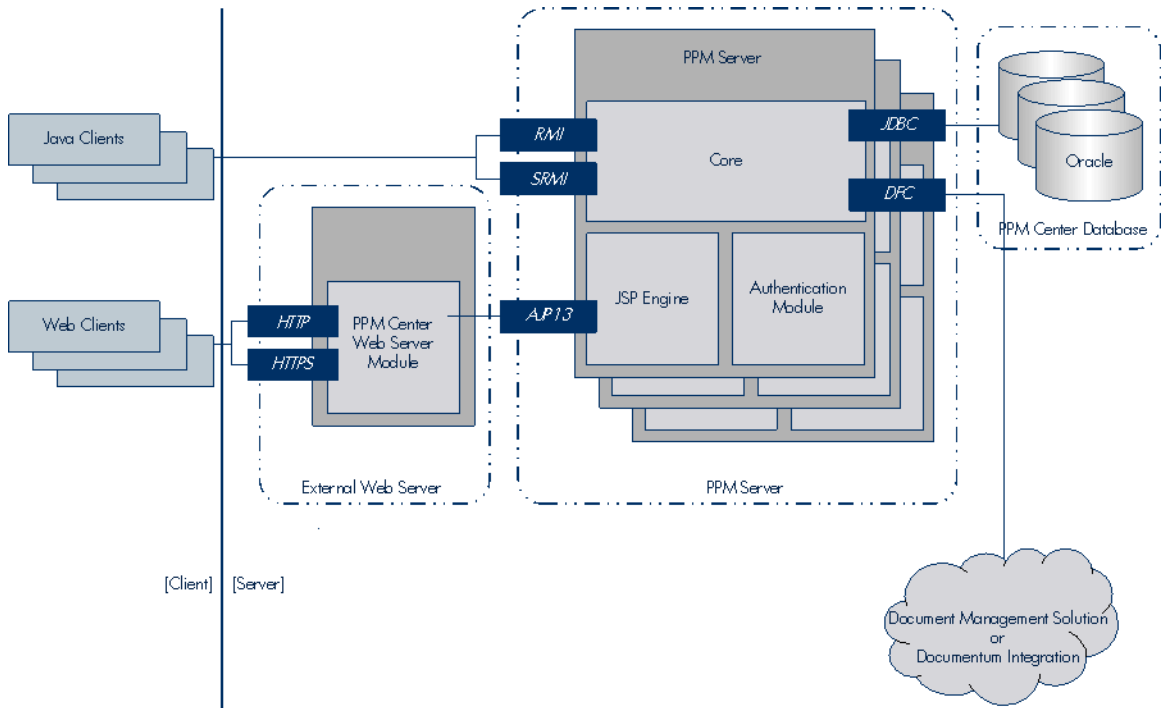 PPM Server
Java Clients
RMI
SRMI
Core
JDBC
DFC
Oracle
PPM Center Database
Web Clients
HTTP
HTTPS
PPM Center
Web Server
Module
AJP13
JSP Engine
Authentication
Module
External Web Server
PPM Server
[Client]
[Server]
Document Management Solution
or
Documentum Integration